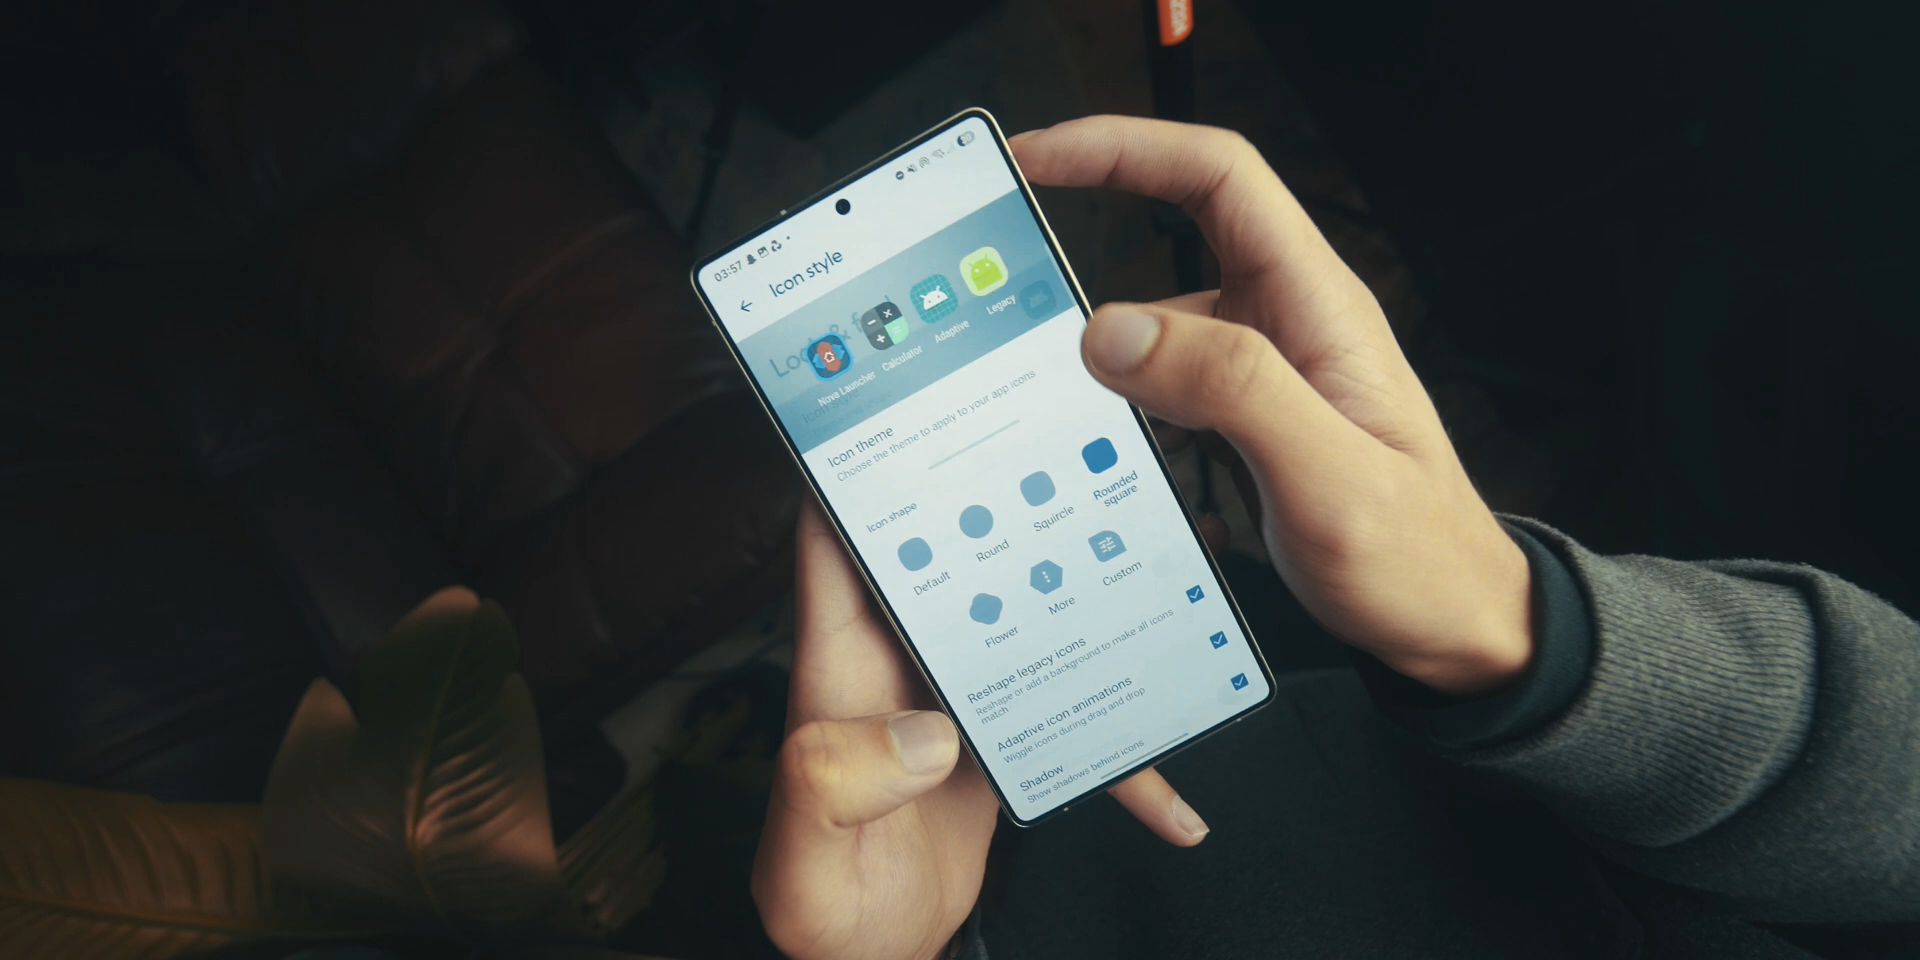 03:57
Icon style
Look & f
Nova Launcher
Calculator
Adaptive
Legacy
Icon theme
Choose the theme to apply to your app icons
Icon shape
Default
Round
Squircle
Rounded
square
Flower
More
Custom
Reshape legacy icons
Reshape or add a background to make all icons
match
Adaptive icon animations
Wiggle icons during drag and drop
Shadow
Show shadows behind icons